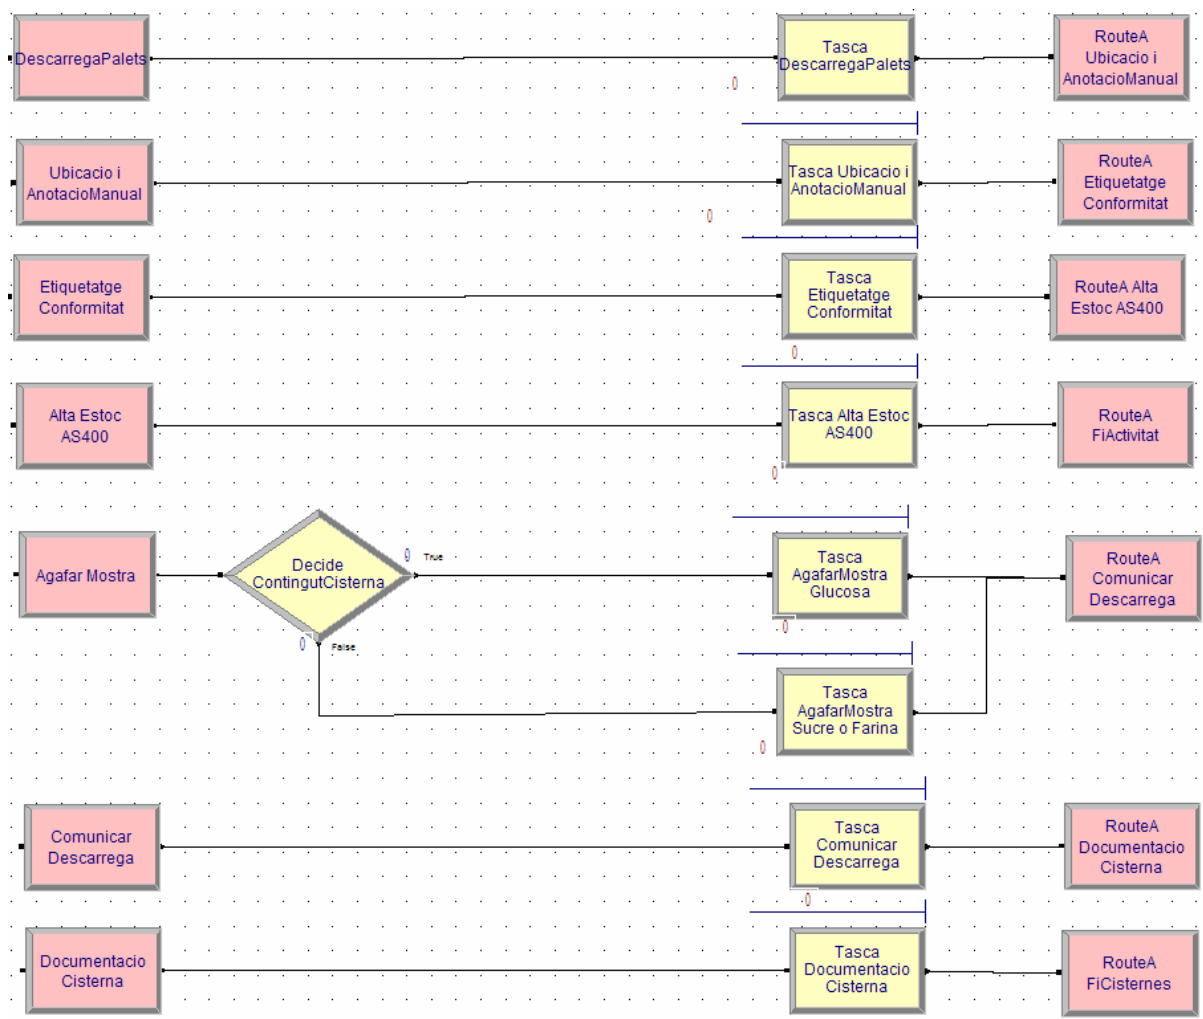 DescarregaPalets
Tasca
DescarregaPalets
0
RouteA
Ubicacio i
AnotacioManual
Ubicacio i
AnotacioManual
Tasca Ubicacio i
AnotacioManual
0
RouteA
Etiquetatge
Conformitat
Etiquetatge
Conformitat
Tasca
Etiquetatge
Conformitat
0
RouteA Alta
Estoc AS400
Alta Estoc
AS400
Tasca Alta Estoc
AS400
0
RouteA
FiActivitat
Agafar Mostra
Decide
ContingutCisterna
0 True
0 False
Tasca
AgafarMostra
Glucosa
0
RouteA
Comunicar
Descarrega
Tasca
AgafarMostra
Sucre o Farina
0
Comunicar
Descarrega
Tasca
Comunicar
Descarrega
0
RouteA
Documentacio
Cisterna
Documentacio
Cisterna
Tasca
Documentacio
Cisterna
RouteA
FiCisternes